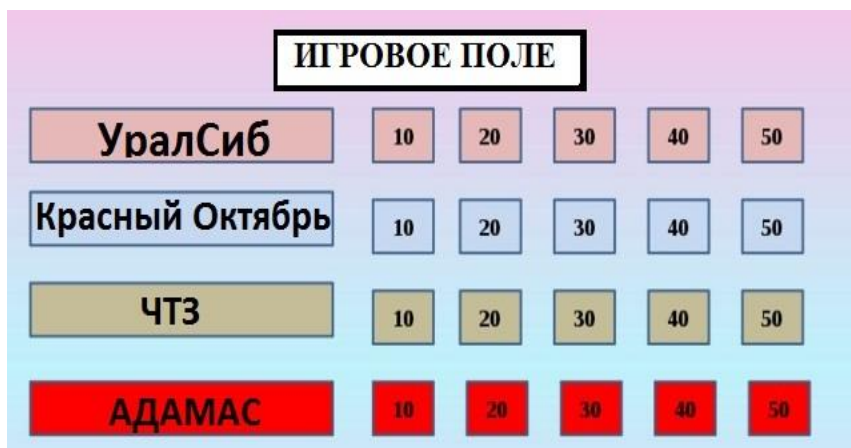 ИГРОВОЕ ПОЛЕ
УралСиб 10 20 30 40 50
Красный Октябрь 10 20 30 40 50
ЧТЗ 10 20 30 40 50
АДАМАС 10 20 30 40 50